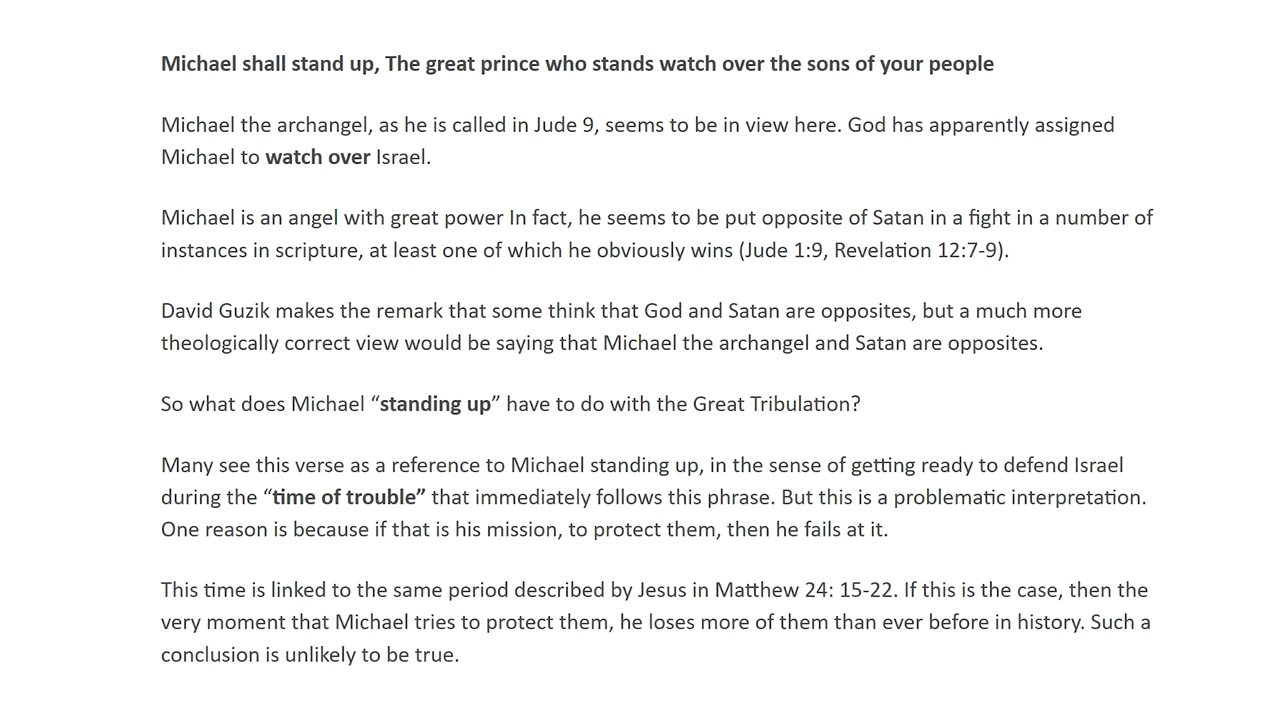 Michael shall stand up, The great prince who stands watch over the sons of your people
Michael the archangel, as he is called in Jude 9, seems to be in view here. God has apparently assigned
Michael to watch over Israel.
Michael is an angel with great power In fact, he seems to be put opposite of Satan in a fight in a number of
instances in scripture, at least one of which he obviously wins (Jude 1:9, Revelation 12:7-9).
David Guzik makes the remark that some think that God and Satan are opposites, but a much more
theologically correct view would be saying that Michael the archangel and Satan are opposites.
So what does Michael “standing up” have to do with the Great Tribulation?
Many see this verse as a reference to Michael standing up, in the sense of getting ready to defend Israel
during the “time of trouble” that immediately follows this phrase. But this is a problematic interpretation.
One reason is because if that is his mission, to protect them, then he fails at it.
This time is linked to the same period described by Jesus in Matthew 24: 15-22. If this is the case, then the
very moment that Michael tries to protect them, he loses more of them than ever before in history. Such a
conclusion is unlikely to be true.